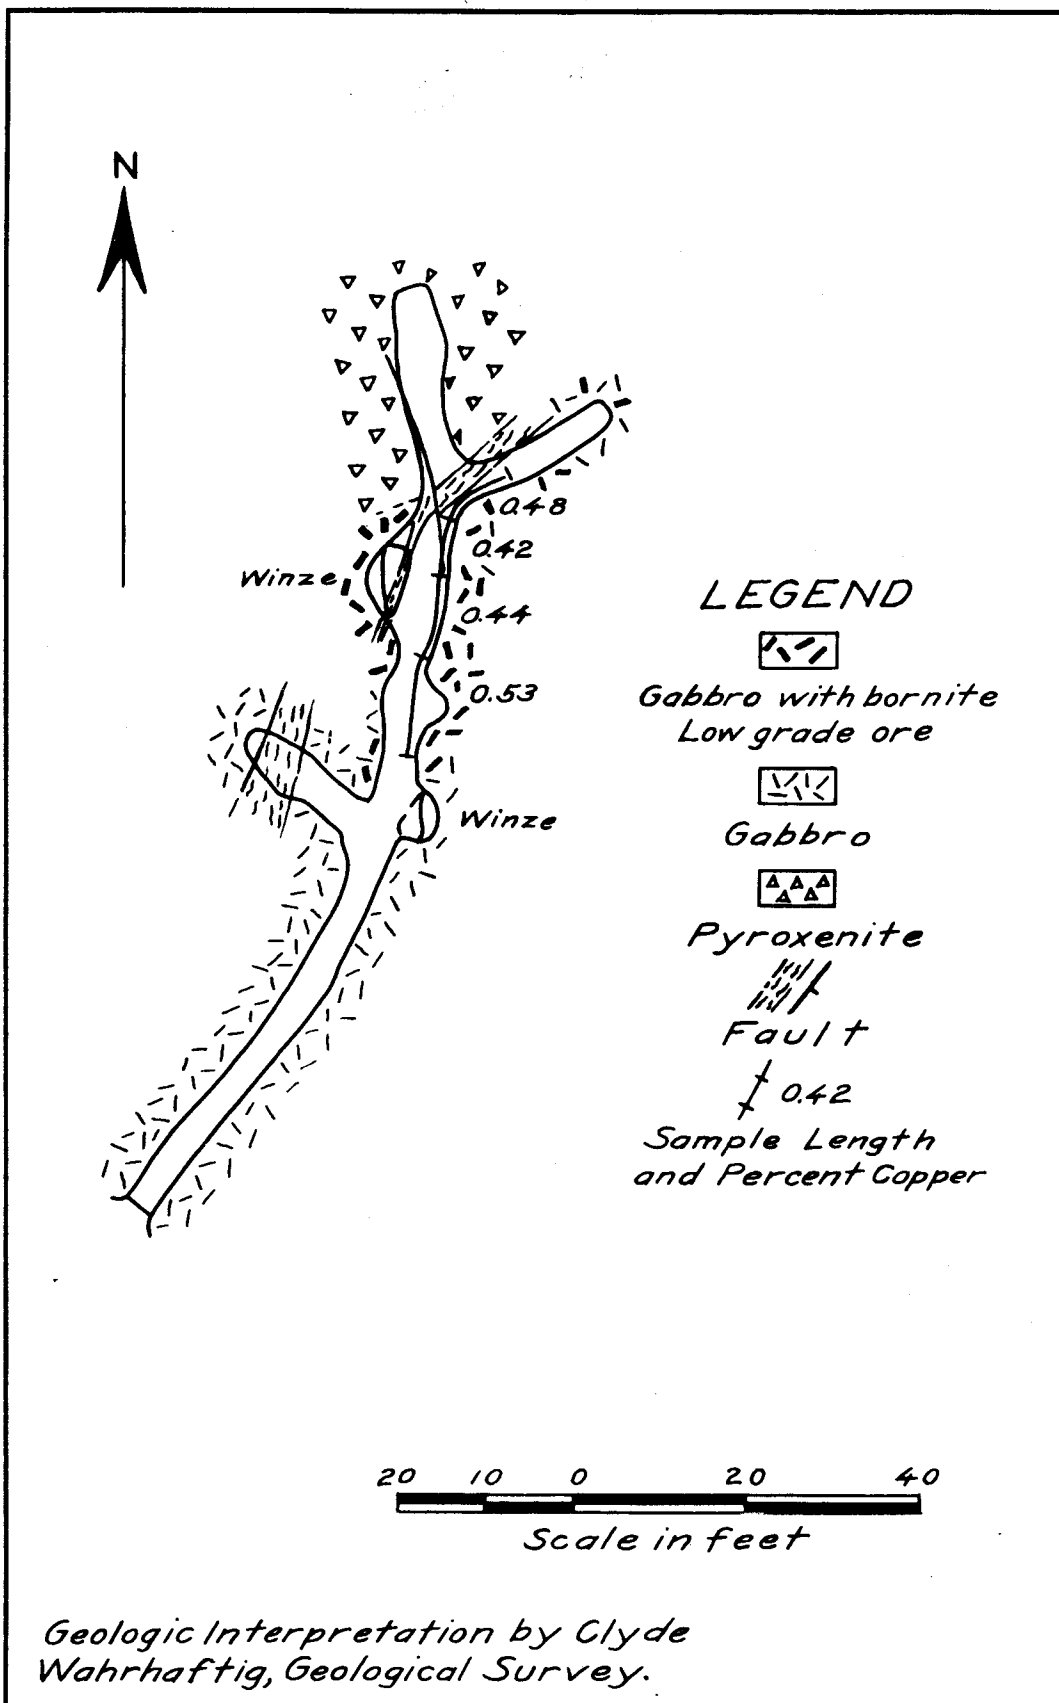 N
0.48
0.42
Winze
0.44
0.53
Winze
LEGEND
Gabbro with bornite
Low grade ore
Gabbro
Pyroxenite
Fault
0.42
Sample Length
and Percent Copper
20 10 0 20 40
Scale in feet
Geologic Interpretation by Clyde
Wahrhaftig, Geological Survey.